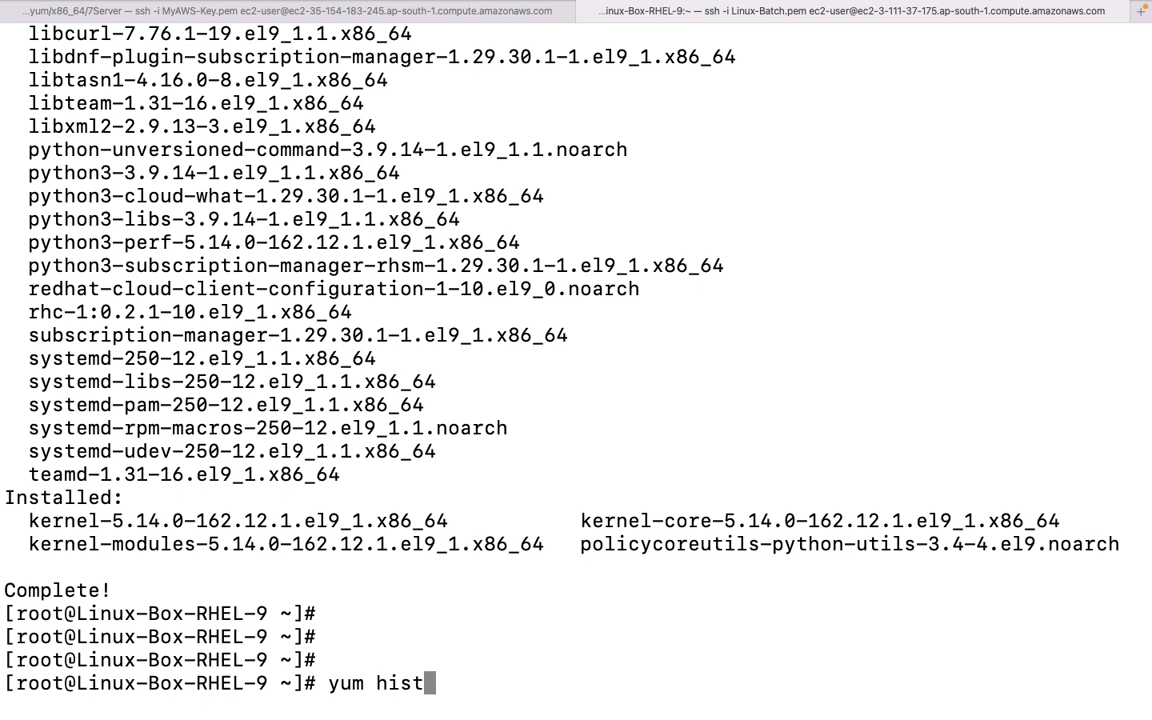 ...yum/x86_64/7Server — ssh -i MyAWS-Key.pem ec2-user@ec2-35-154-183-245.ap-south-1.compute.amazonaws.com
...inux-Box-RHEL-9:~ — ssh -i Linux-Batch.pem ec2-user@ec2-3-111-37-175.ap-south-1.compute.amazonaws.com
libcurl-7.76.1-19.el9_1.1.x86_64
libdnf-plugin-subscription-manager-1.29.30.1-1.el9_1.x86_64
libtasn1-4.16.0-8.el9_1.x86_64
libteam-1.31-16.el9_1.x86_64
libxml2-2.9.13-3.el9_1.x86_64
python-unversioned-command-3.9.14-1.el9_1.1.noarch
python3-3.9.14-1.el9_1.1.x86_64
python3-cloud-what-1.29.30.1-1.el9_1.x86_64
python3-libs-3.9.14-1.el9_1.1.x86_64
python3-perf-5.14.0-162.12.1.el9_1.x86_64
python3-subscription-manager-rhsm-1.29.30.1-1.el9_1.x86_64
redhat-cloud-client-configuration-1-10.el9_0.noarch
rhc-1:0.2.1-10.el9_1.x86_64
subscription-manager-1.29.30.1-1.el9_1.x86_64
systemd-250-12.el9_1.1.x86_64
systemd-libs-250-12.el9_1.1.x86_64
systemd-pam-250-12.el9_1.1.x86_64
systemd-rpm-macros-250-12.el9_1.1.noarch
systemd-udev-250-12.el9_1.1.x86_64
teamd-1.31-16.el9_1.x86_64
Installed:
kernel-5.14.0-162.12.1.el9_1.x86_64 kernel-core-5.14.0-162.12.1.el9_1.x86_64
kernel-modules-5.14.0-162.12.1.el9_1.x86_64 policycoreutils-python-utils-3.4-4.el9.noarch
Complete!
[root@Linux-Box-RHEL-9 ~]#
[root@Linux-Box-RHEL-9 ~]#
[root@Linux-Box-RHEL-9 ~]#
[root@Linux-Box-RHEL-9 ~]# yum hist